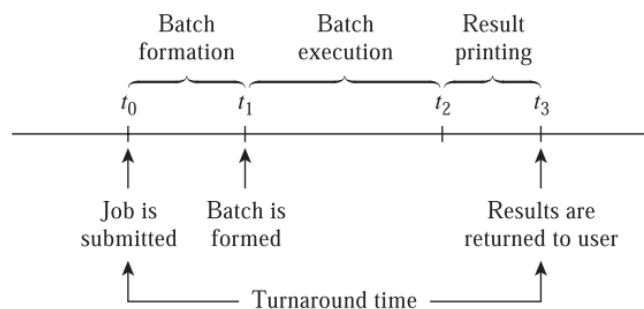 Batch
formation
Batch
execution
Result
printing
t0
t1
t2
t3
Job is
submitted
Batch is
formed
Results are
returned to user
Turnaround time